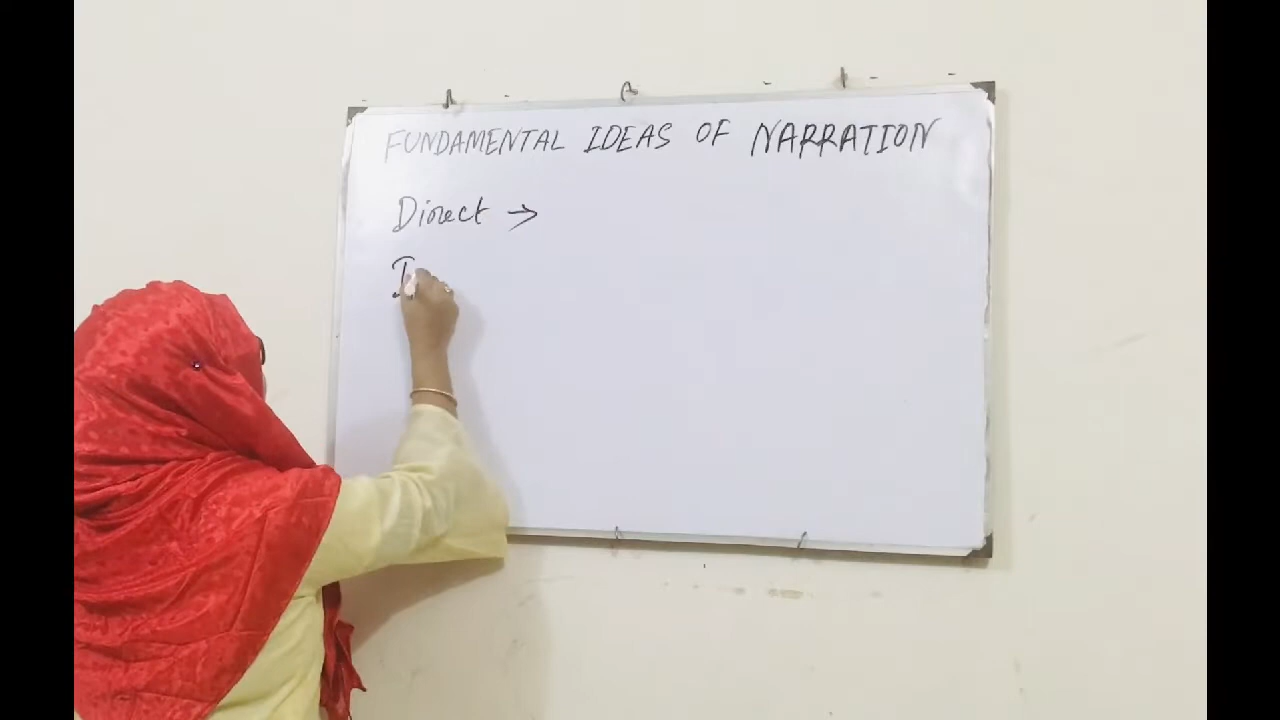 FUNDAMENTAL IDEAS OF NARRATION
Direct →
I